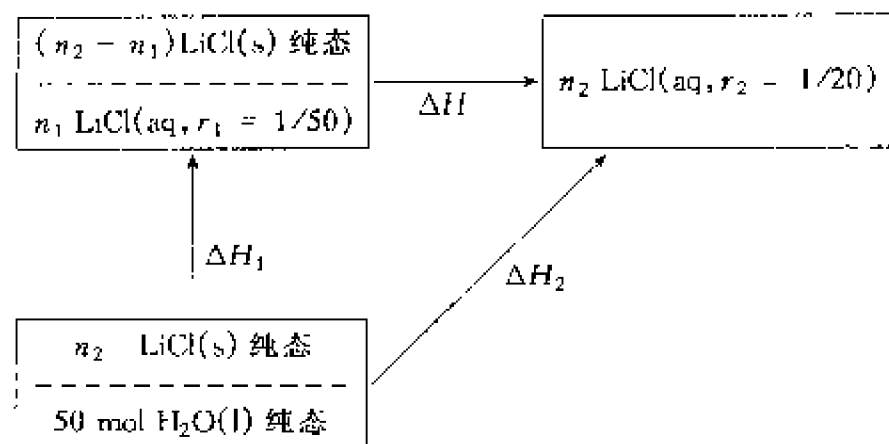 (n₂ − n₁)LiCl(s) 纯态
n₁ LiCl(aq, r₁ = 1/50)
ΔH
n₂ LiCl(aq, r₂ − 1/20)
ΔH₁
ΔH₂
n₂ LiCl(s) 纯态
50 mol H₂O(l) 纯态